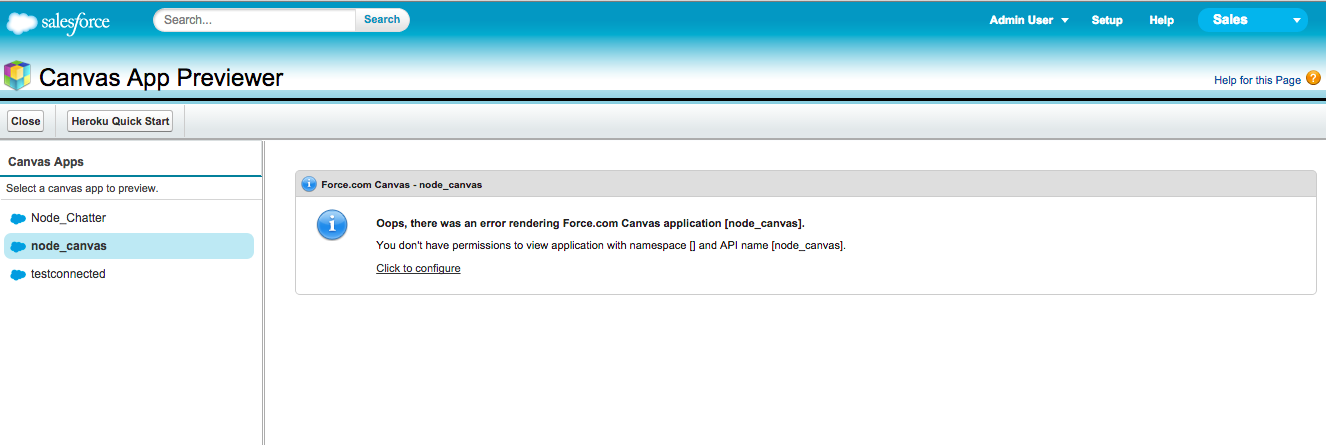 salesforce
Search...
Search
Admin User
Setup
Help
Sales
Canvas App Previewer
Help for this Page
?
Close
Heroku Quick Start
Canvas Apps
Select a canvas app to preview.
Node_Chatter
node_canvas
testconnected
i Force.com Canvas - node_canvas
i
Oops, there was an error rendering Force.com Canvas application [node_canvas].
You don't have permissions to view application with namespace [] and API name [node_canvas].
Click to configure